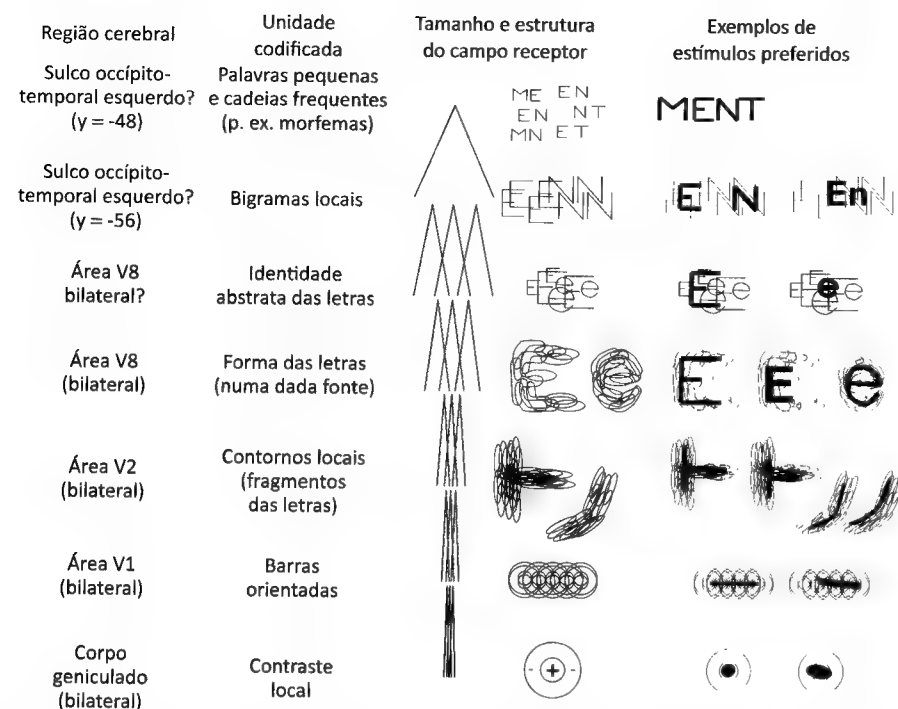 Região cerebral
Unidade
codificada
Tamanho e estrutura
do campo receptor
Exemplos de
estímulos preferidos
Sulco occípito-
temporal esquerdo?
(y = -48)
Palavras pequenas
e cadeias frequentes
(p. ex. morfemas)
ME EN
EN NT
MN ET
MENT
Sulco occípito-
temporal esquerdo?
(y = -56)
Bigramas locais
E N
En
Área V8
bilateral?
Identidade
abstrata das letras
E e
e
Área V8
(bilateral)
Forma das letras
(numa dada fonte)
E e
E E e
Área V2
(bilateral)
Contornos locais
(fragmentos
das letras)
Área V1
(bilateral)
Barras
orientadas
Corpo
geniculado
(bilateral)
Contraste
local
- + -